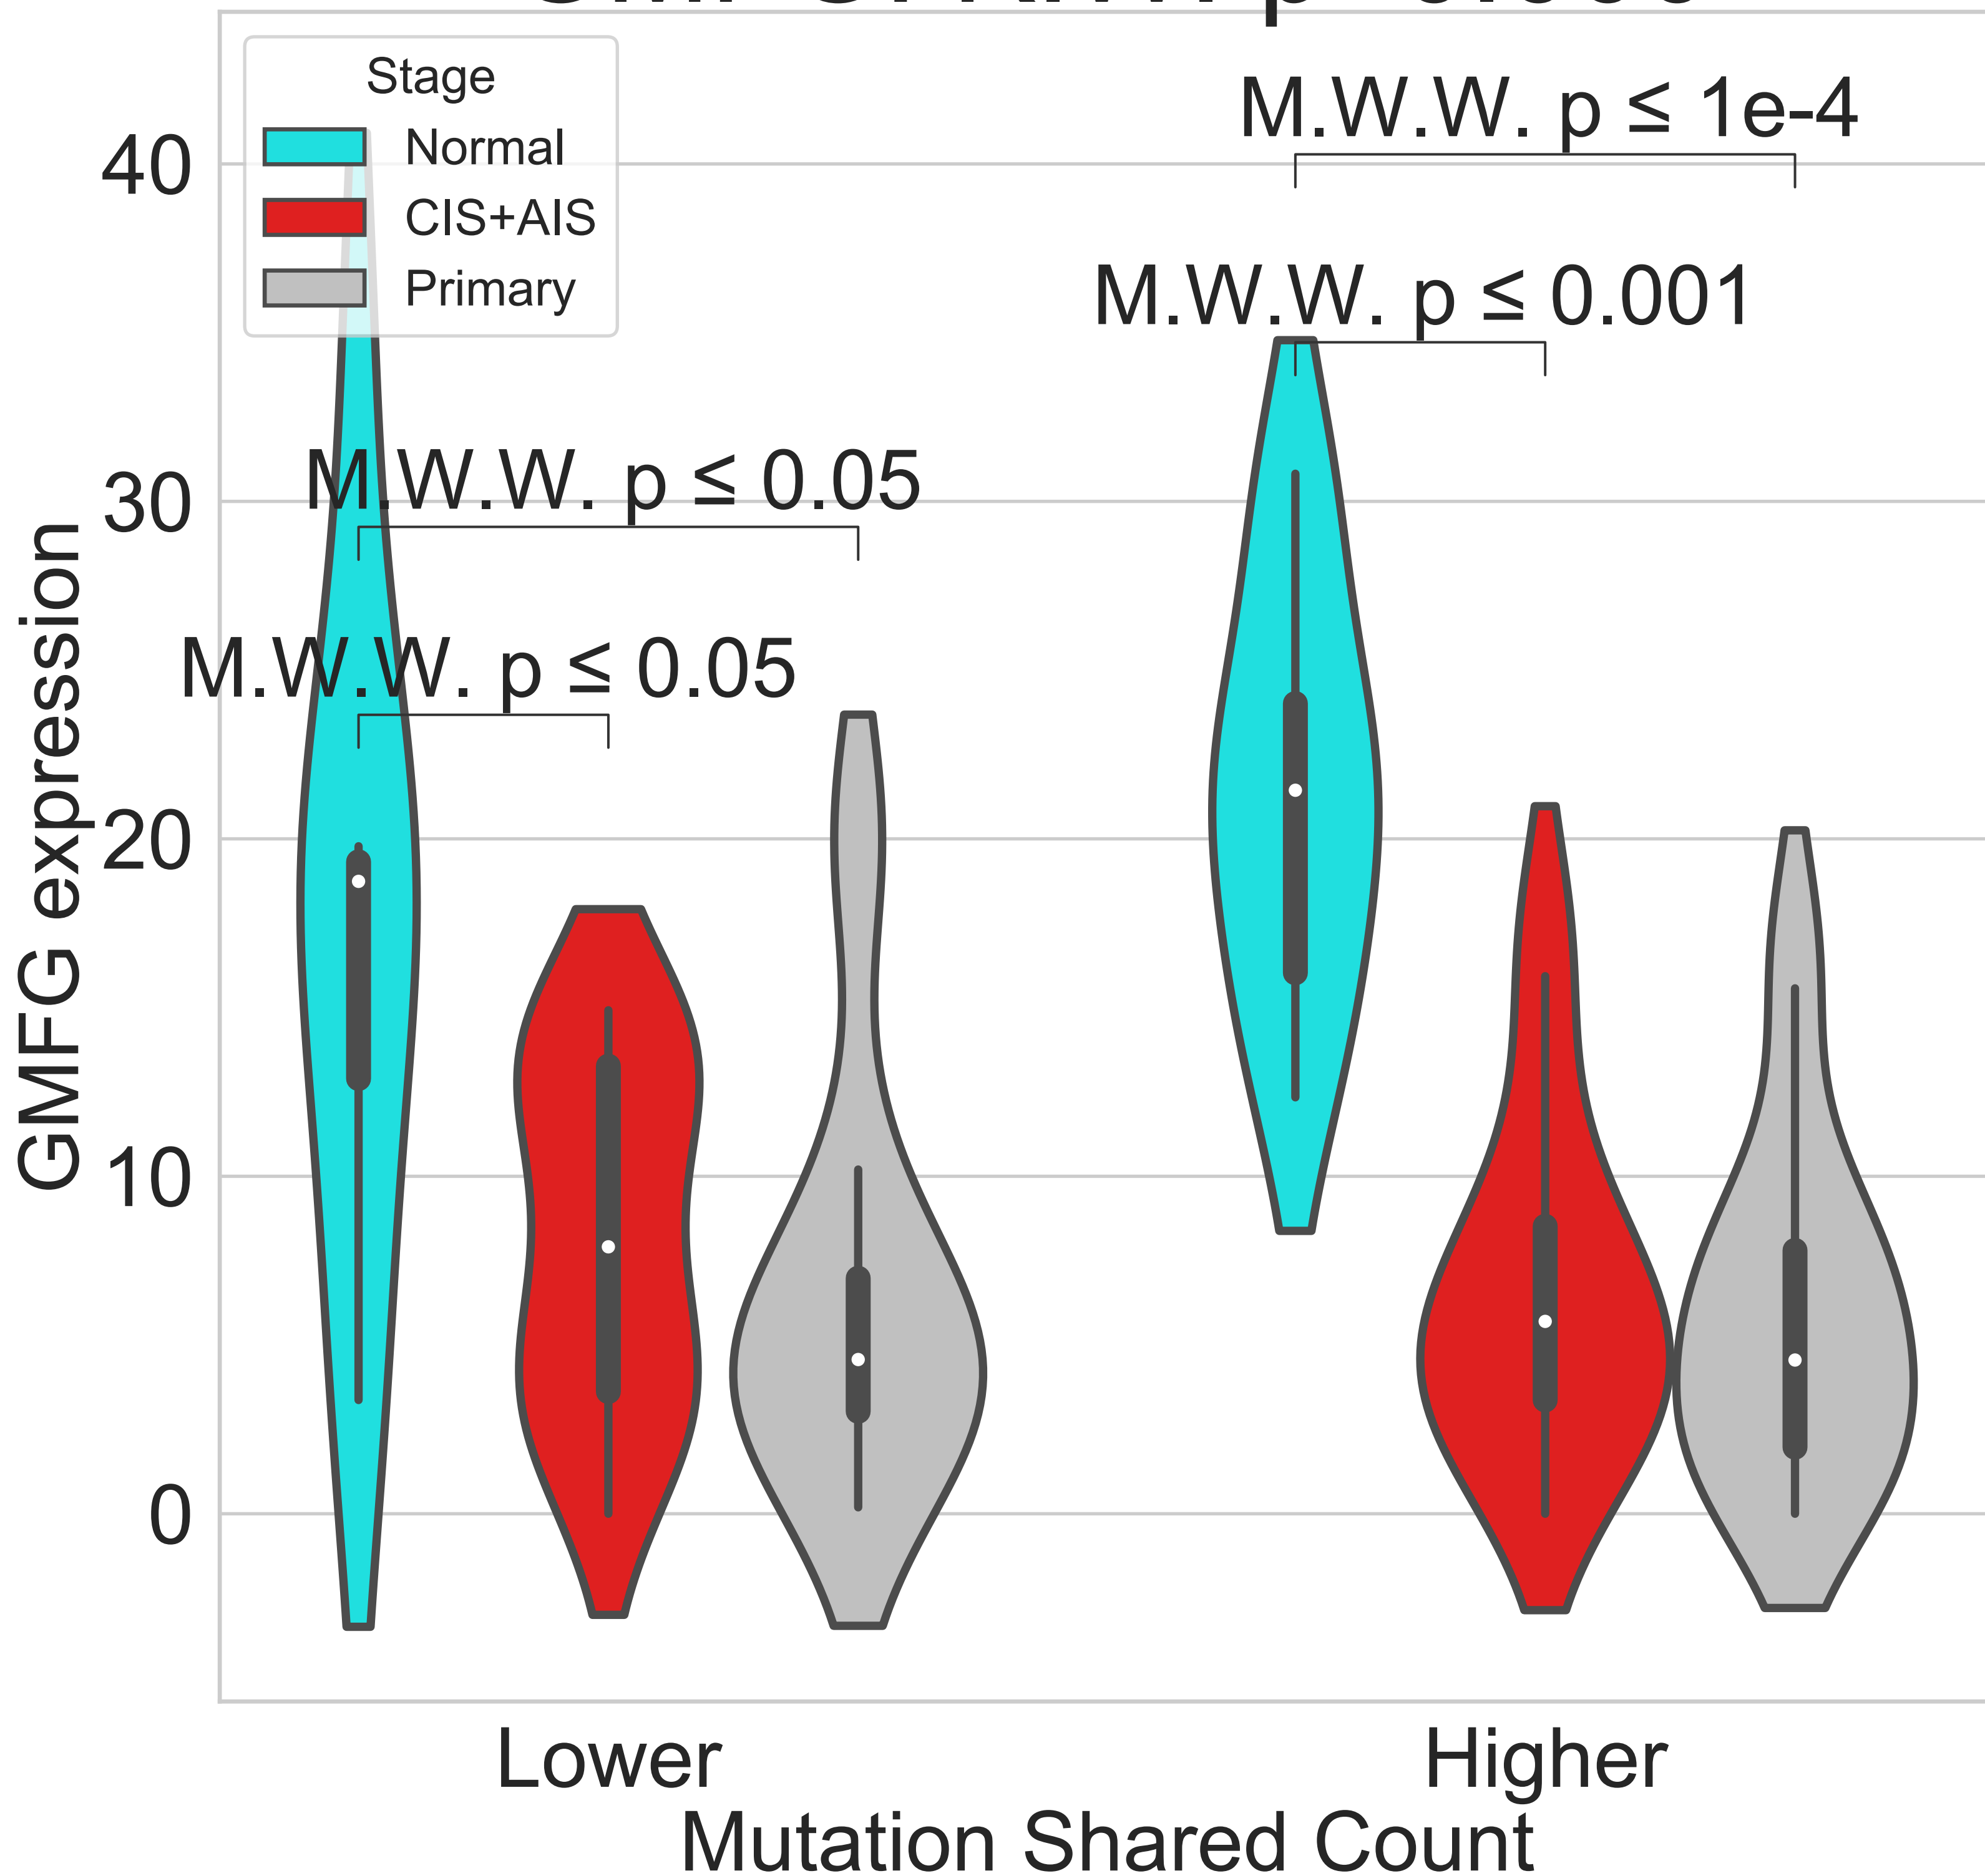 Stage
Normal
CIS+AIS
Primary
M.W.W. p ≤ 1e-4
M.W.W. p ≤ 0.001
M.W.W. p ≤ 0.05
M.W.W. p ≤ 0.05
40
30
20
10
0
GMFG expression
Lower
Higher
Mutation Shared Count